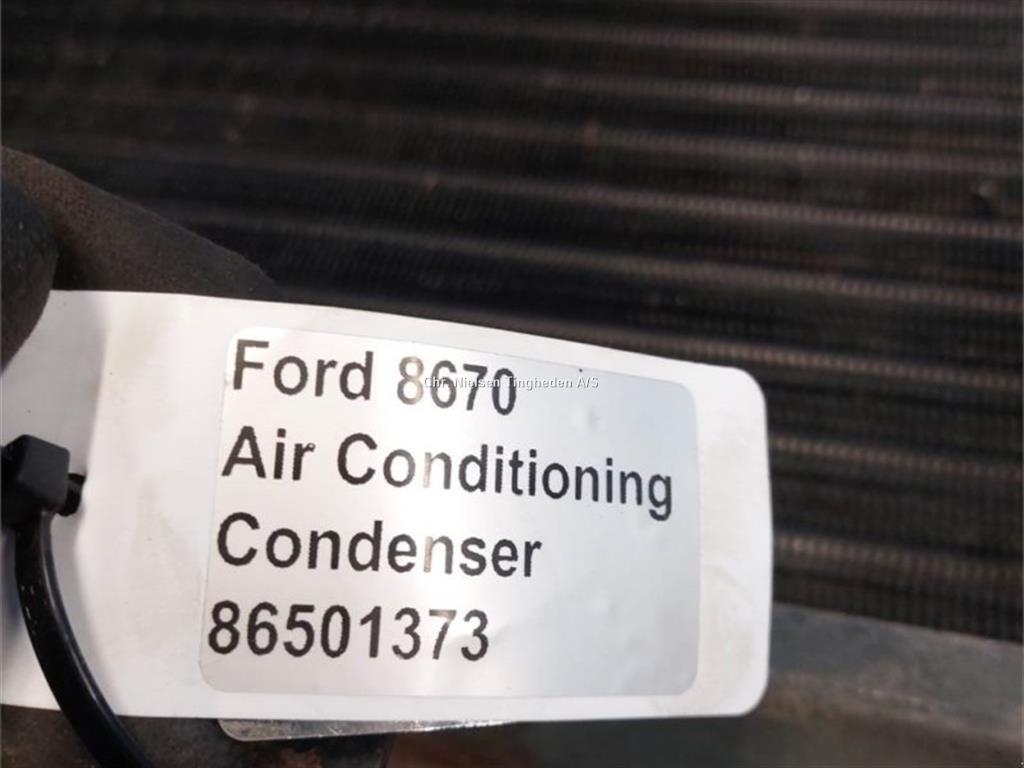 Ford 8670
Chr. Nielsen Tingheden A/S
Air Conditioning
Condenser
86501373